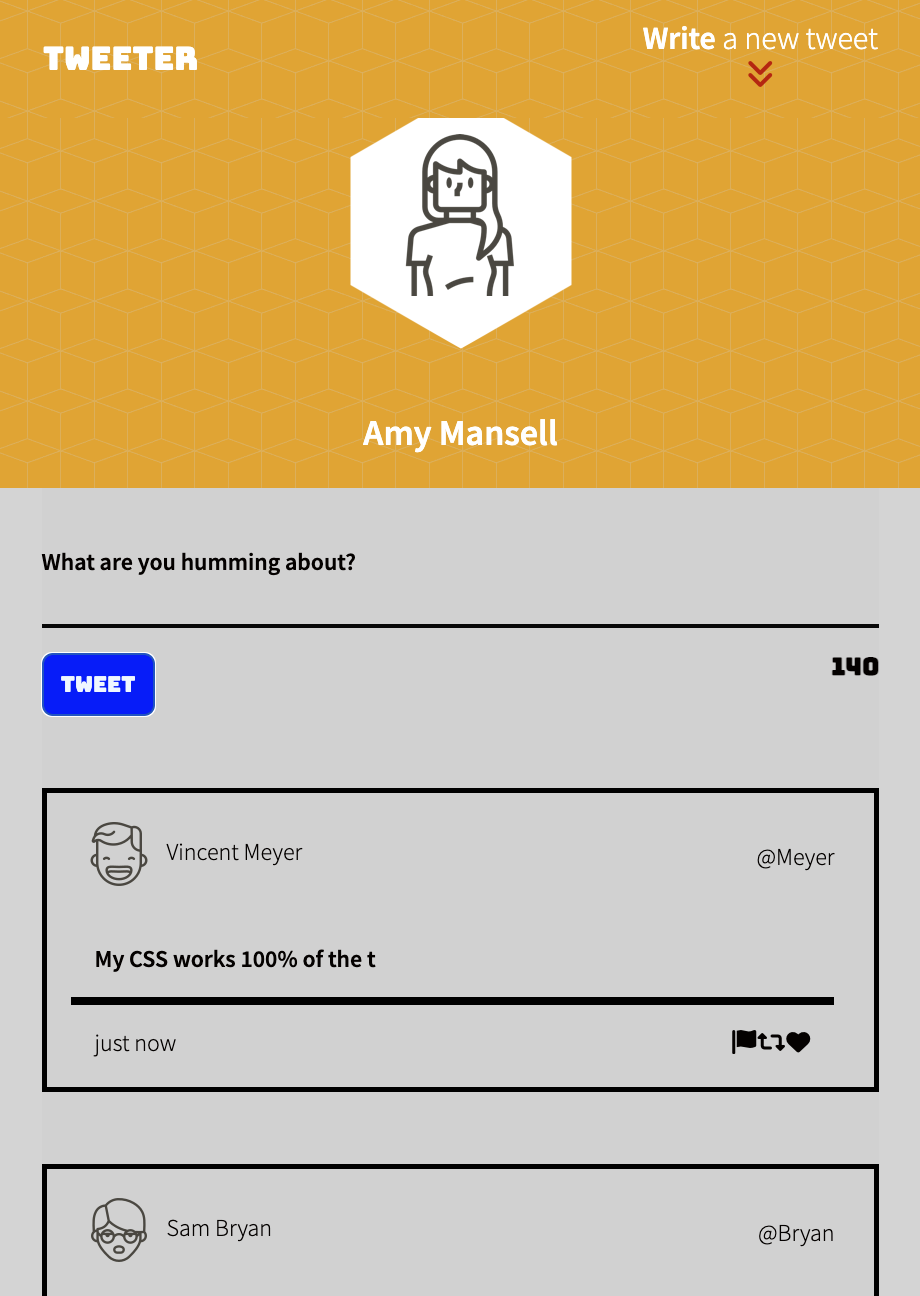 TWEETER
Write a new tweet
Amy Mansell
What are you humming about?
TWEET
140
Vincent Meyer
@Meyer
My CSS works 100% of the t
just now
Sam Bryan
@Bryan